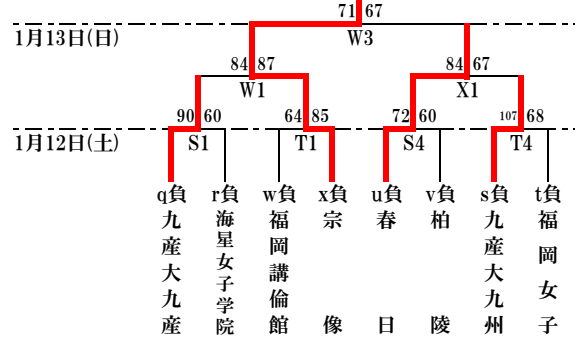 71 67
1月13日(日) W3
84 87 84 67
W1 X1
90 60 64 85 72 60 107 68
1月12日(土) S1 T1 S4 T4
q負 r負 w負 x負 u負 v負 s負 t負
九産大九産
海星女子学院
福岡講倫館
宗像
春日
柏陵
九産大九州
福岡女子